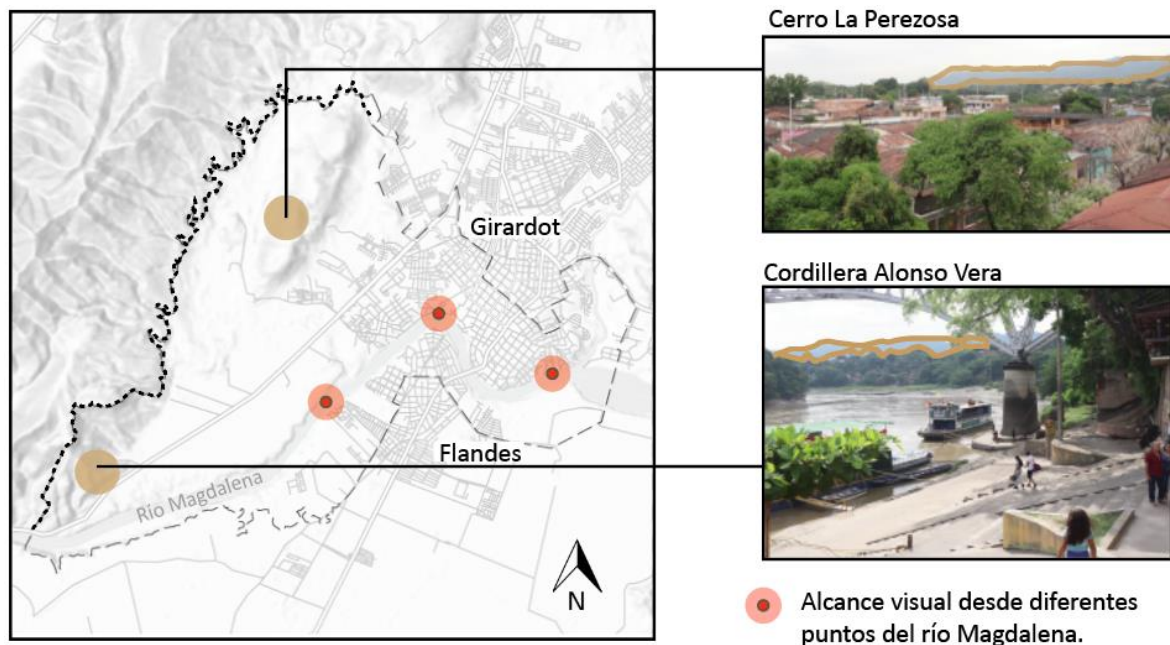 Cerro La Perezosa
Girardot
Cordillera Alonso Vera
Flandes
Río Magdalena
N
Alcance visual desde diferentes
puntos del río Magdalena.